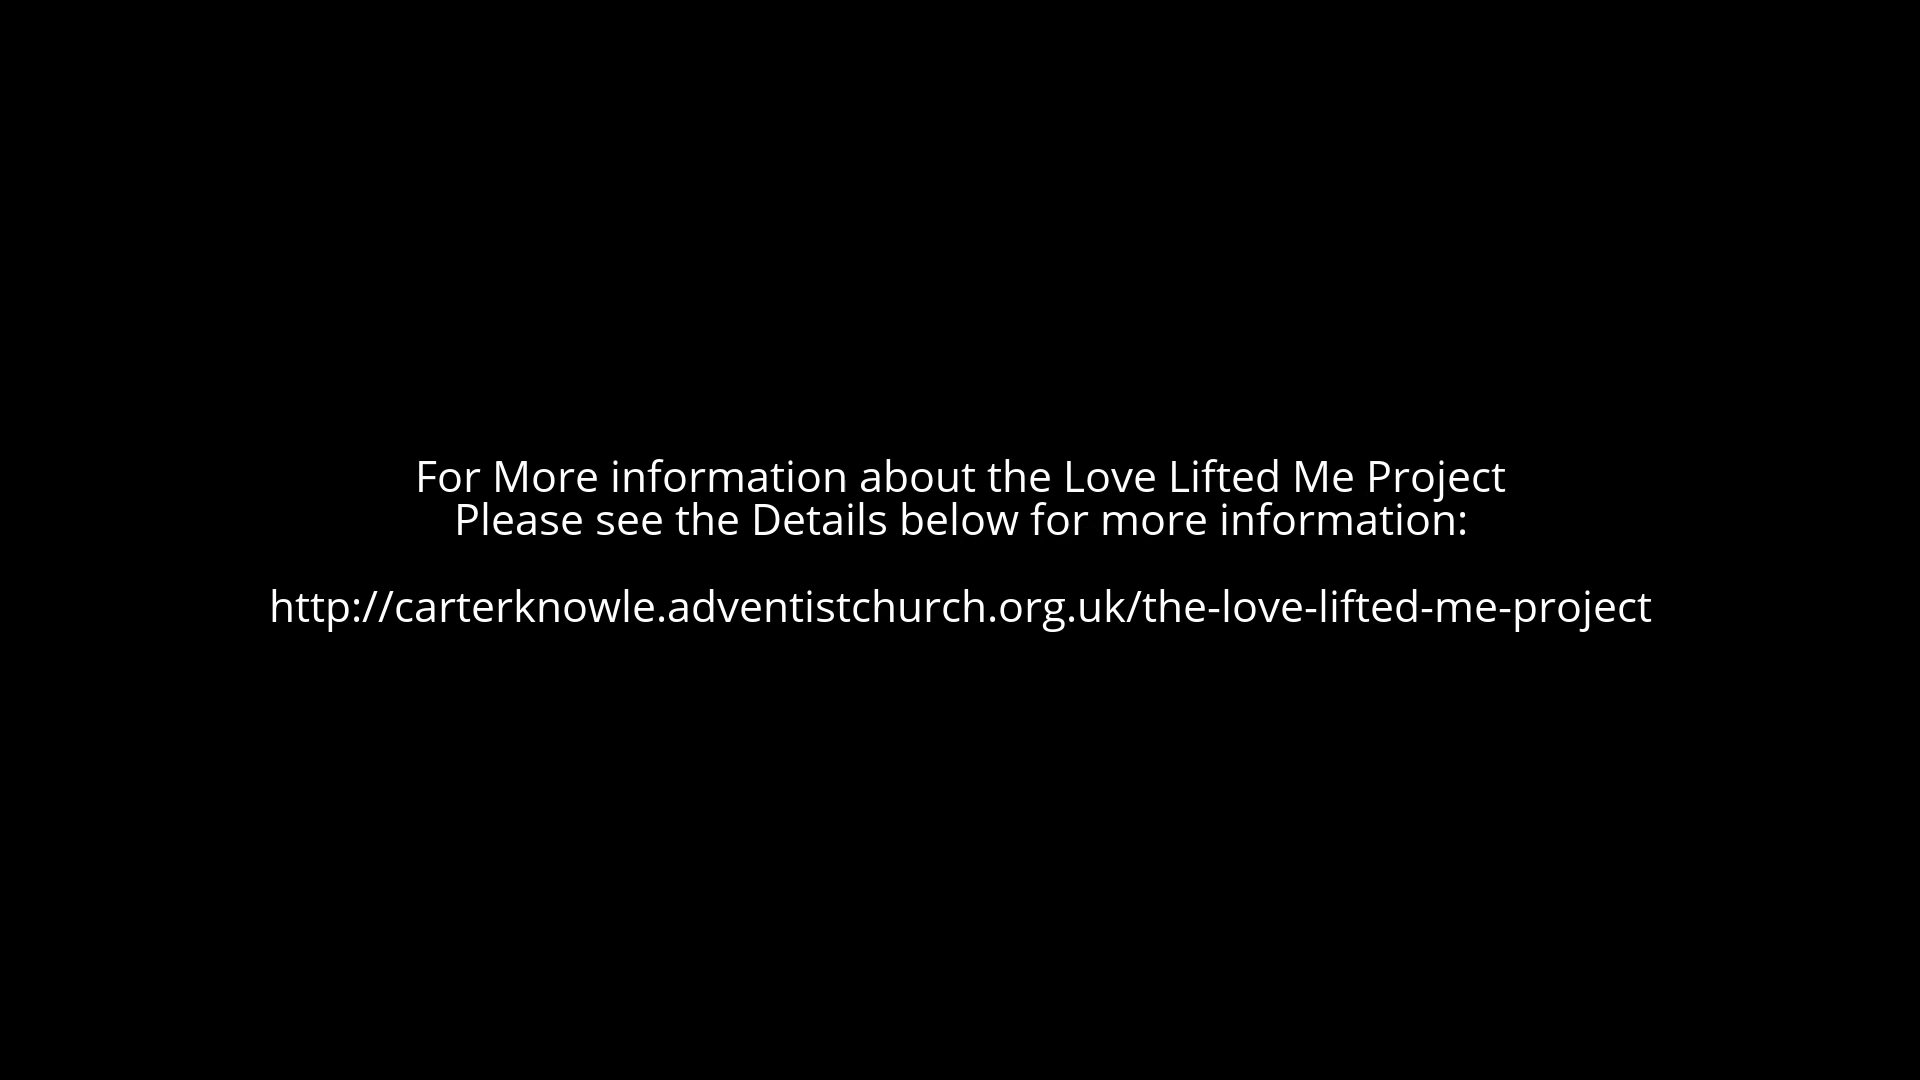 For More information about the Love Lifted Me Project
Please see the Details below for more information:
http://carterknowle.adventistchurch.org.uk/the-love-lifted-me-project